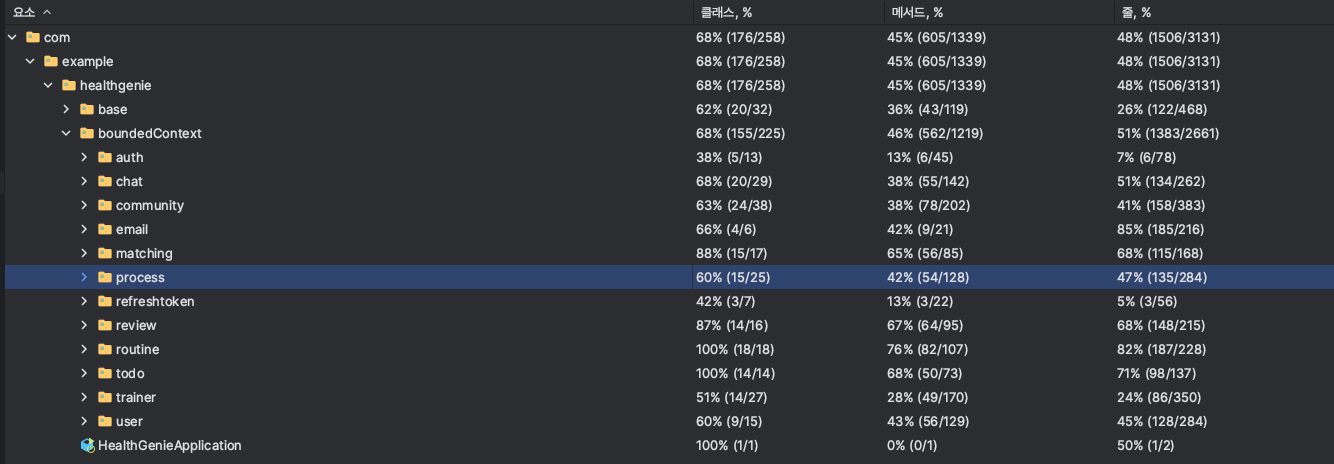 요소 클래스, % 메서드, % 줄, %
com 68% (176/258) 45% (605/1339) 48% (1506/3131)
example 68% (176/258) 45% (605/1339) 48% (1506/3131)
healthgenie 68% (176/258) 45% (605/1339) 48% (1506/3131)
base 62% (20/32) 36% (43/119) 26% (122/468)
boundedContext 68% (155/225) 46% (562/1219) 51% (1383/2661)
auth 38% (5/13) 13% (6/45) 7% (6/78)
chat 68% (20/29) 38% (55/142) 51% (134/262)
community 63% (24/38) 38% (78/202) 41% (158/383)
email 66% (4/6) 42% (9/21) 85% (185/216)
matching 88% (15/17) 65% (56/85) 68% (115/168)
process 60% (15/25) 42% (54/128) 47% (135/284)
refreshtoken 42% (3/7) 13% (3/22) 5% (3/56)
review 87% (14/16) 67% (64/95) 68% (148/215)
routine 100% (18/18) 76% (82/107) 82% (187/228)
todo 100% (14/14) 68% (50/73) 71% (98/137)
trainer 51% (14/27) 28% (49/170) 24% (86/350)
user 60% (9/15) 43% (56/129) 45% (128/284)
HealthGenieApplication 100% (1/1) 0% (0/1) 50% (1/2)